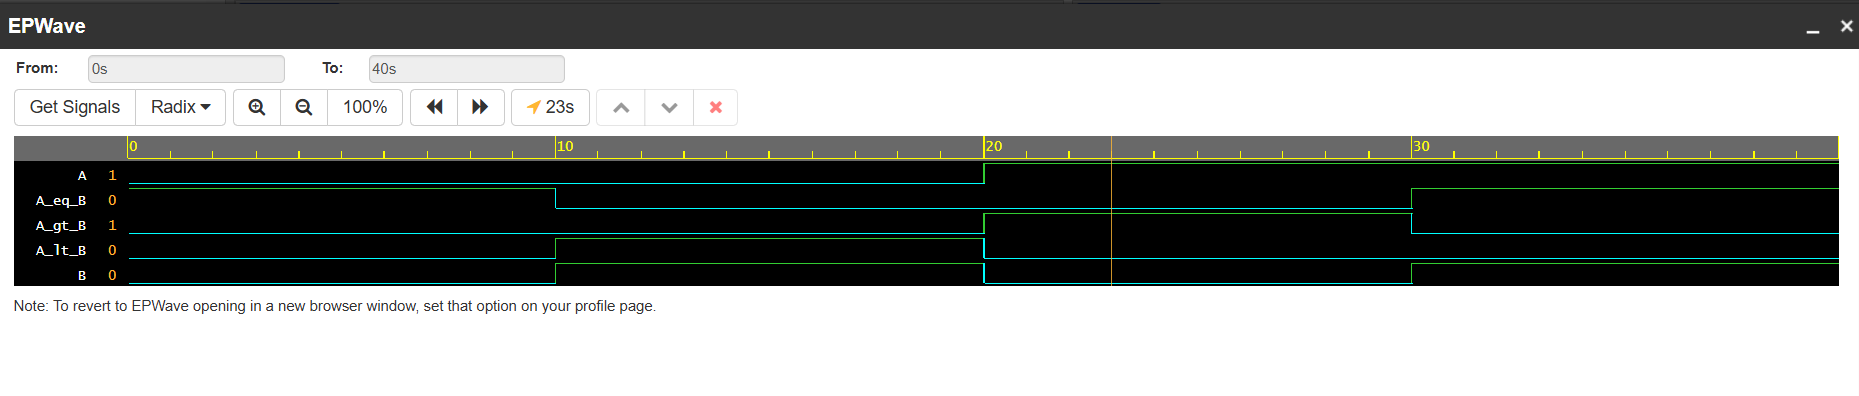 EPWave
From: 0s To: 40s
Get Signals Radix 100% 23s
0 10 20 30
A 1
A_eq_B 0
A_gt_B 1
A_lt_B 0
B 0
Note: To revert to EPWave opening in a new browser window, set that option on your profile page.